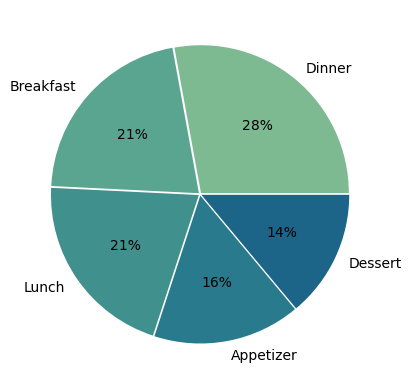 Dinner
Breakfast
28%
21%
Dessert
14%
21%
Lunch
16%
Appetizer